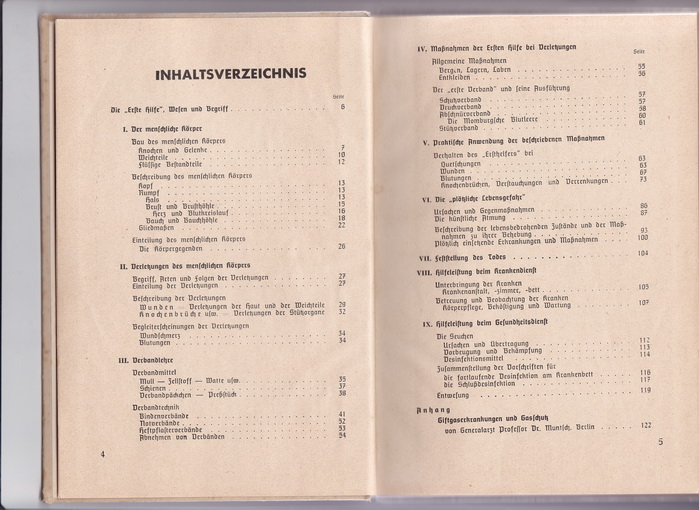 INHALTSVERZEICHNIS
Seite
Die „Erste Hilfe“, Wesen und Begriff . . . 6
I. Der menschliche Körper
Bau des menschlichen Körpers
Knochen und Gelenke . . . 7
Weichteile . . . 10
Flüssige Bestandteile . . . 12
Beschreibung des menschlichen Körpers
Kopf . . . 13
Rumpf . . . 13
Hals . . . 13
Brust und Brusthöhle . . . 15
Herz und Blutkreislauf . . . 16
Bauch und Bauchhöhle . . . 18
Gliedmaßen . . . 22
Einteilung des menschlichen Körpers
Die Körpergegenden . . . 26
II. Verletzungen des menschlichen Körpers
Begriff, Arten und Folgen der Verletzungen . . . 27
Einteilung der Verletzungen . . . 27
Beschreibung der Verletzungen
Wunden — Verletzungen der Haut und der Weichteile 29
Knochenbrüche usw. — Verletzungen der Stützorgane 32
Begleiterscheinungen der Verletzungen
Wundschmerz . . . 34
Blutungen . . . 34
III. Verbandlehre
Verbandmittel
Mull — Zellstoff — Watte usw. . . . 35
Schienen . . . 37
Verbandpäckchen — Preßstück . . . 38
Verbandtechnik
Bindenverbände . . . 41
Notverbände . . . 52
Heftpflasterverbände . . . 53
Abnehmen von Verbänden . . . 54
4
IV. Maßnahmen der Ersten Hilfe bei Verletzungen
Seite
Allgemeine Maßnahmen
Bergen, Lagern, Laben . . . 55
Entkleiden . . . 56
Der „erste Verband“ und seine Ausführung
Schutzverband . . . 57
Druckverband . . . 57
Abschnürverband . . . 58
Die Momburgsche Blutleere . . . 60
Stützverband . . . 61
V. Praktische Anwendung der beschriebenen Maßnahmen
Verhalten des „Ersthelfers“ bei
Quetschungen . . . 63
Wunden . . . 63
Blutungen . . . 67
Knochenbrüchen, Verstauchungen und Verrenkungen . . . 73
VI. Die „plötzliche Lebensgefahr“
Ursachen und Gegenmaßnahmen . . . 86
Die künstliche Atmung . . . 87
Beschreibung der lebensbedrohenden Zustände und der Maß-
nahmen zu ihrer Behebung . . . 93
Plötzlich einsetzende Erkrankungen und Maßnahmen . . . 100
VII. Feststellung des Todes . . . 104
VIII. Hilfeleistung beim Krankendienst
Unterbringung der Kranken
Krankenanstalt, -zimmer, -bett . . . 105
Betreuung und Beobachtung der Kranken
Körperpflege, Beköstigung und Wartung . . . 107
IX. Hilfeleistung beim Gesundheitsdienst
Die Seuchen
Ursachen und Übertragung . . . 112
Vorbeugung und Bekämpfung . . . 113
Desinfektionsmittel . . . 114
Zusammenstellung der Vorschriften für
die fortlaufende Desinfektion am Krankenbett . . . 116
die Schlußdesinfektion . . . 117
Entwesung . . . 119
Anhang
Giftgaserkrankungen und Gasschutz
von Generalarzt Professor Dr. Muntsch, Berlin . . . 122
5